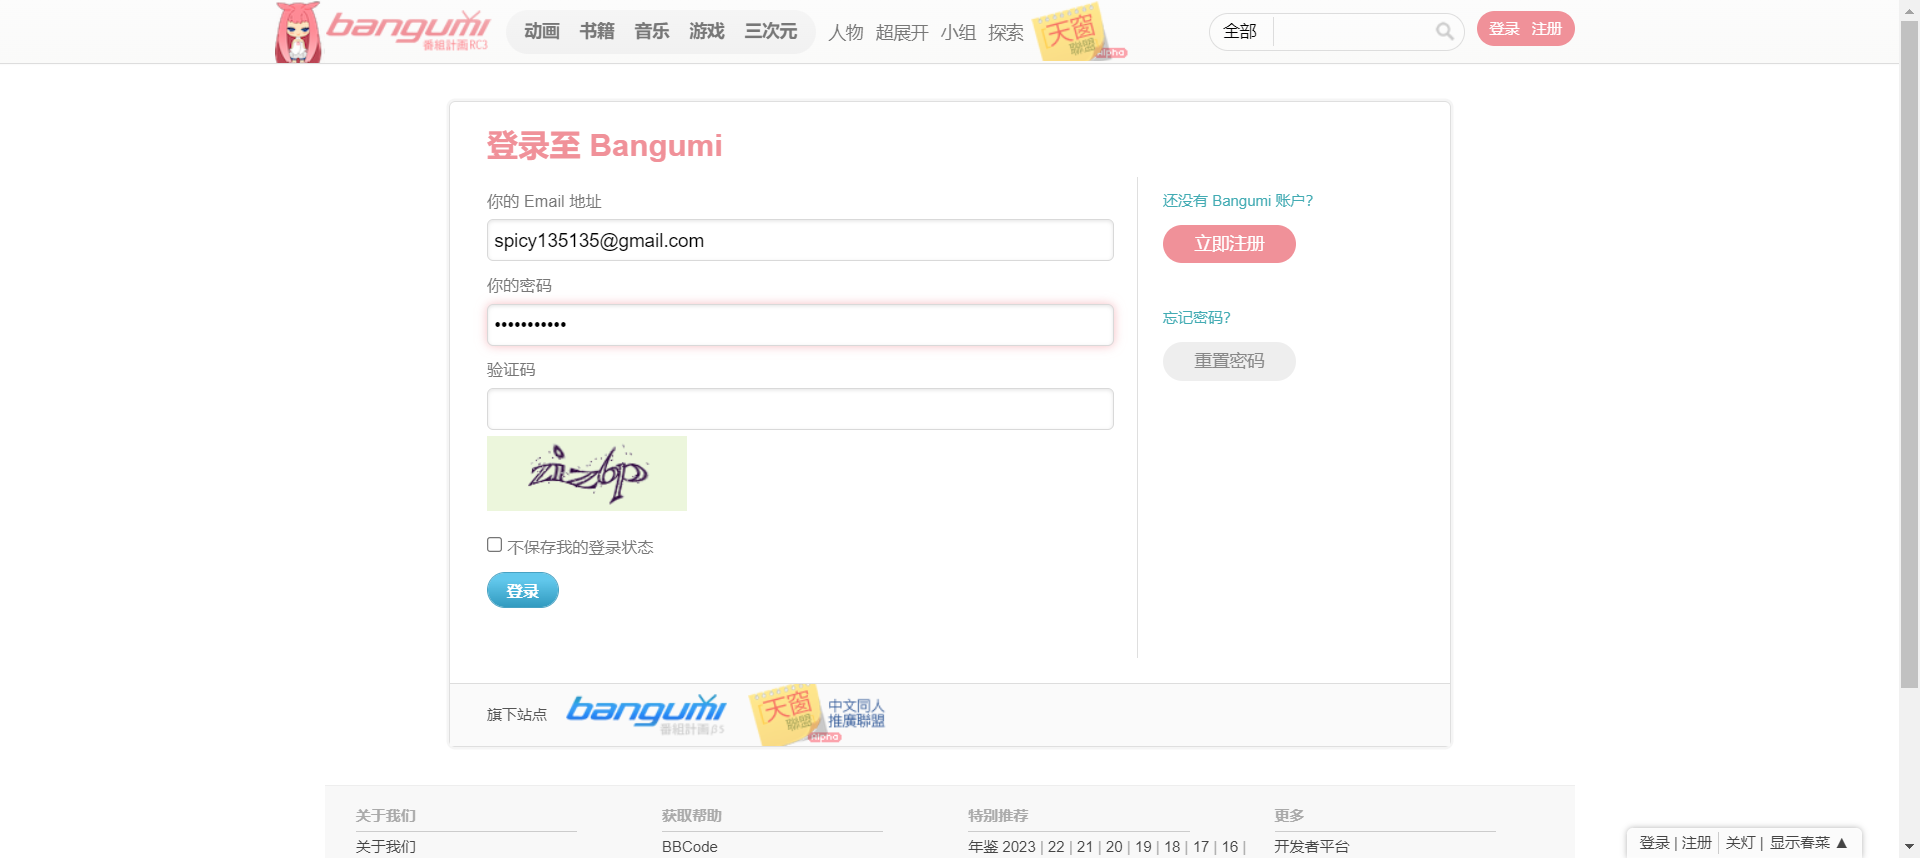 bangumi
番組計画RC3
动画 书籍 音乐 游戏 三次元 人物 超展开 小组 探索
天窗
聯盟
Alpha
全部
登录 注册
登录至 Bangumi
你的 Email 地址
spicy135135@gmail.com
你的密码
•••••••••••
验证码
zizbp
不保存我的登录状态
登录
还没有 Bangumi 账户?
立即注册
忘记密码?
重置密码
旗下站点
bangumi
番組計画β5
天窗
聯盟
Alpha
中文同人
推廣聯盟
关于我们 获取帮助 特别推荐 更多
关于我们 BBCode 年鉴 2023 | 22 | 21 | 20 | 19 | 18 | 17 | 16 | 开发者平台
登录 | 注册 | 关灯 | 显示春菜 ▲